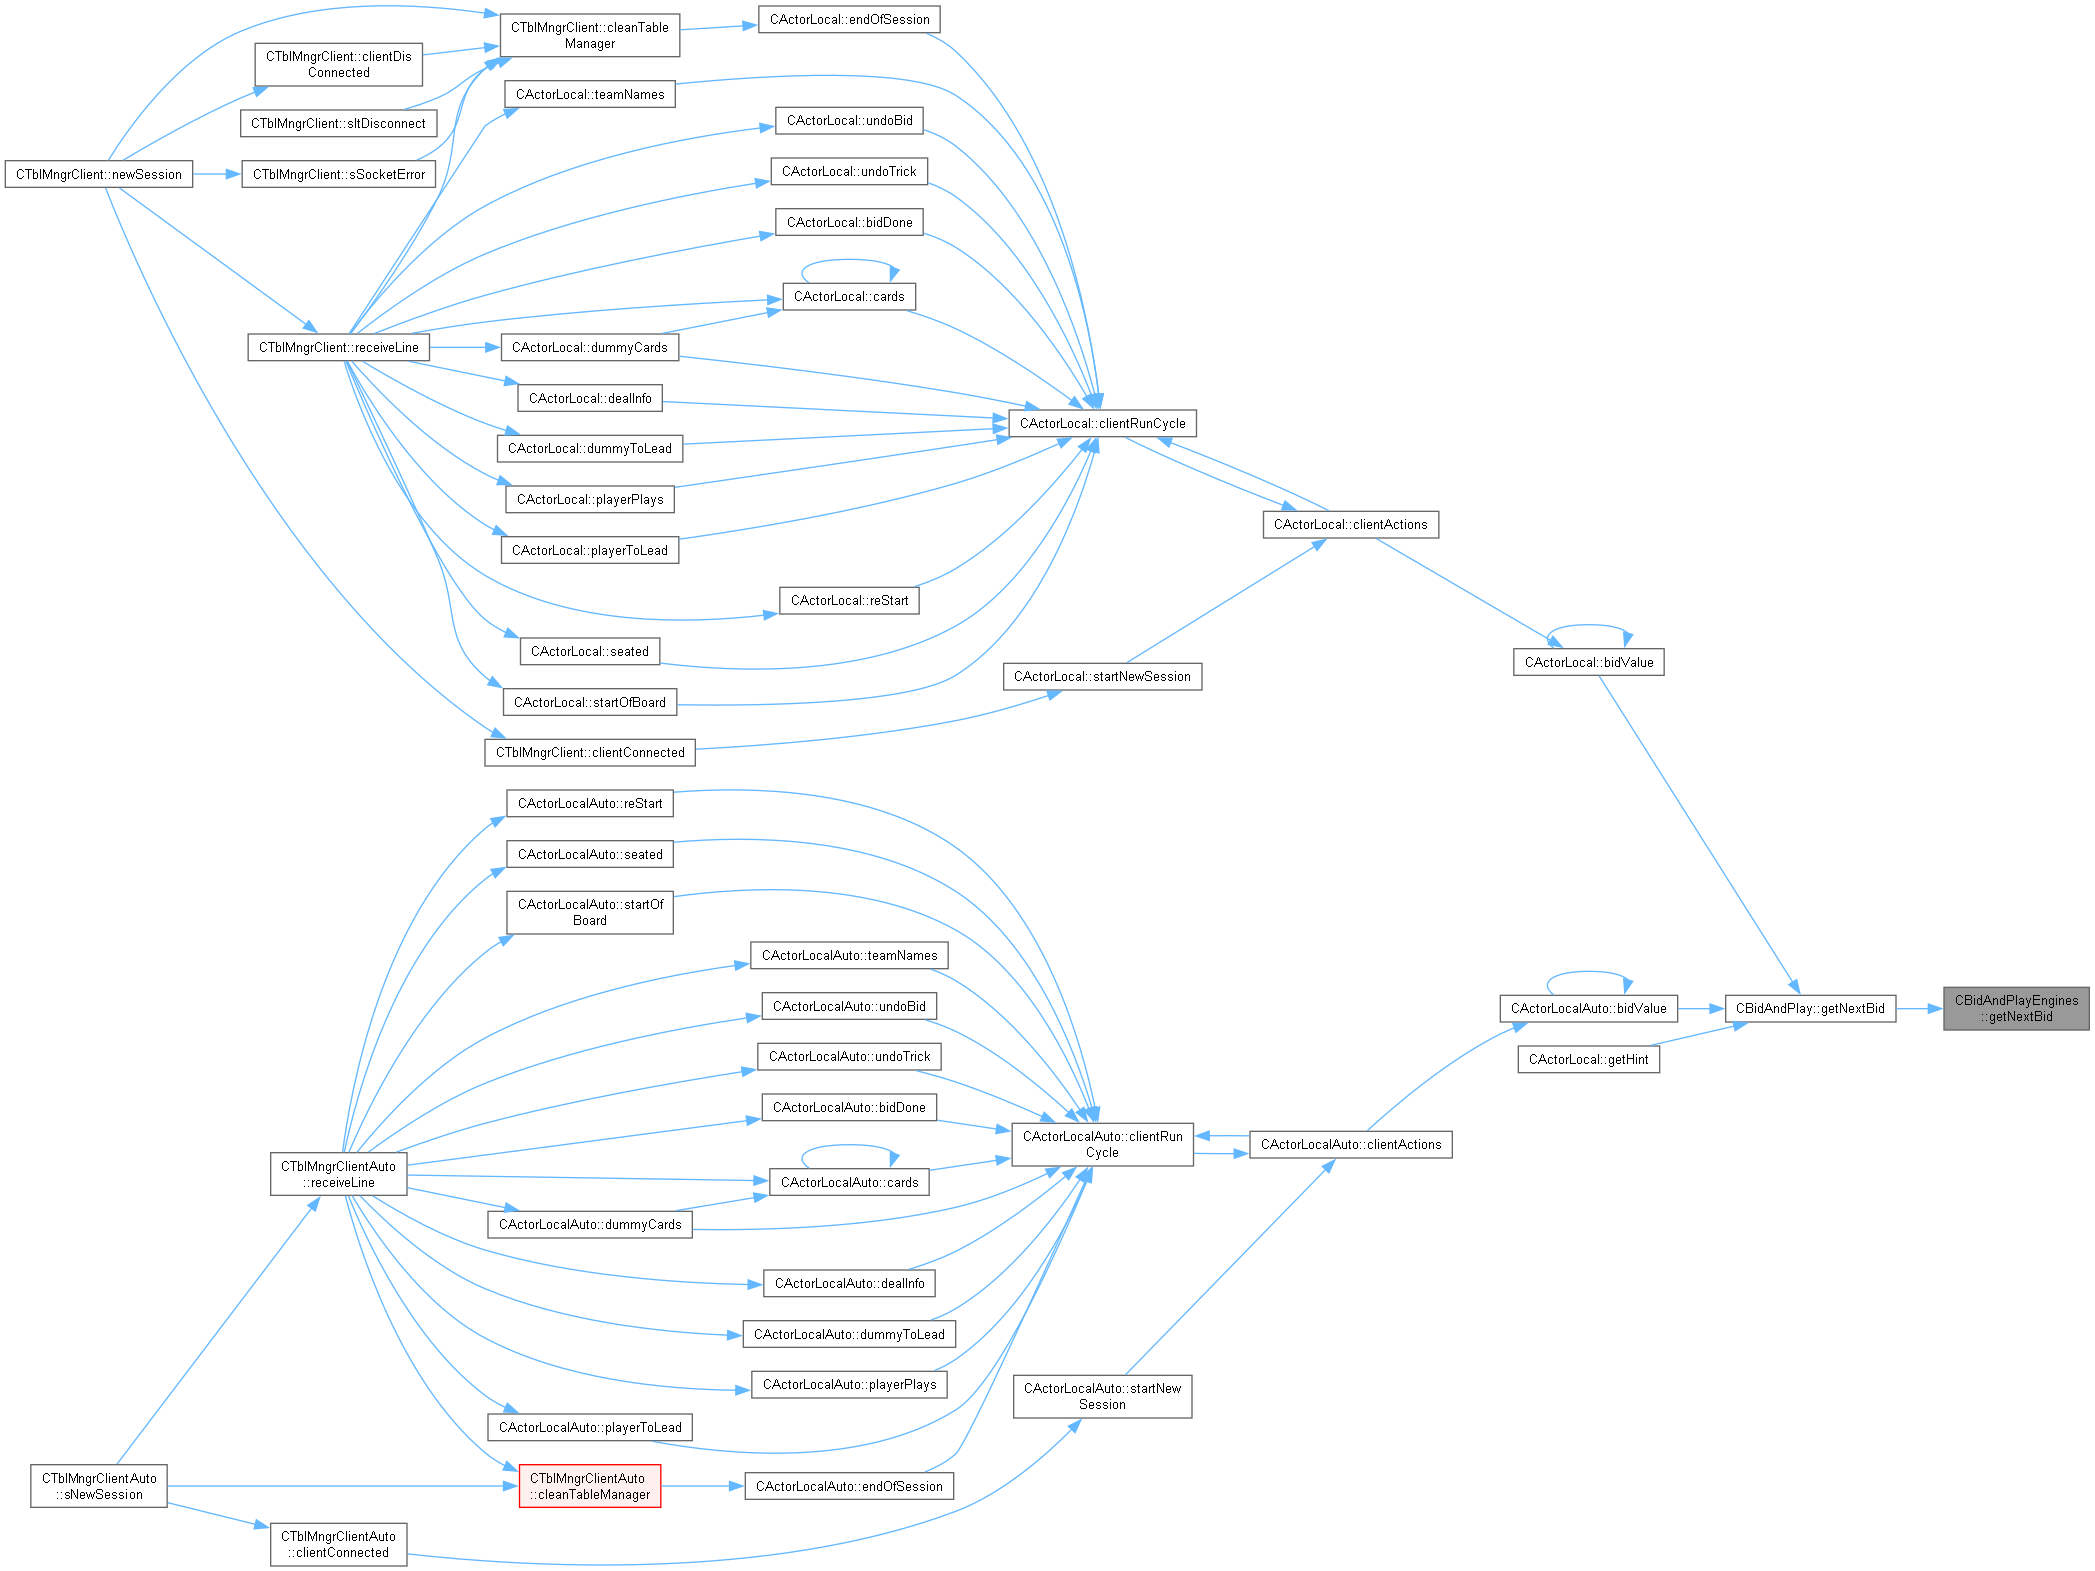 CTblMngrClient::newSession
CTblMngrClient::clientDis
Connected
CTblMngrClient::sltDisconnect
CTblMngrClient::sSocketError
CTblMngrClient::receiveLine
CTblMngrClient::cleanTable
Manager
CActorLocal::teamNames
CActorLocal::dummyCards
CActorLocal::dealInfo
CActorLocal::dummyToLead
CActorLocal::playerPlays
CActorLocal::playerToLead
CActorLocal::seated
CActorLocal::startOfBoard
CTblMngrClient::clientConnected
CActorLocal::endOfSession
CActorLocal::undoBid
CActorLocal::undoTrick
CActorLocal::bidDone
CActorLocal::cards
CActorLocal::reStart
CActorLocal::clientRunCycle
CActorLocal::startNewSession
CActorLocal::clientActions
CActorLocal::bidValue
CActorLocalAuto::reStart
CActorLocalAuto::seated
CActorLocalAuto::startOf
Board
CActorLocalAuto::teamNames
CActorLocalAuto::undoBid
CActorLocalAuto::undoTrick
CActorLocalAuto::bidDone
CActorLocalAuto::cards
CTblMngrClientAuto
::receiveLine
CActorLocalAuto::dummyCards
CActorLocalAuto::dealInfo
CActorLocalAuto::dummyToLead
CActorLocalAuto::playerPlays
CActorLocalAuto::playerToLead
CTblMngrClientAuto
::sNewSession
CTblMngrClientAuto
::cleanTableManager
CActorLocalAuto::endOfSession
CTblMngrClientAuto
::clientConnected
CActorLocalAuto::clientRun
Cycle
CActorLocalAuto::startNew
Session
CActorLocalAuto::clientActions
CActorLocalAuto::bidValue
CActorLocal::getHint
CBidAndPlay::getNextBid
CBidAndPlayEngines
::getNextBid